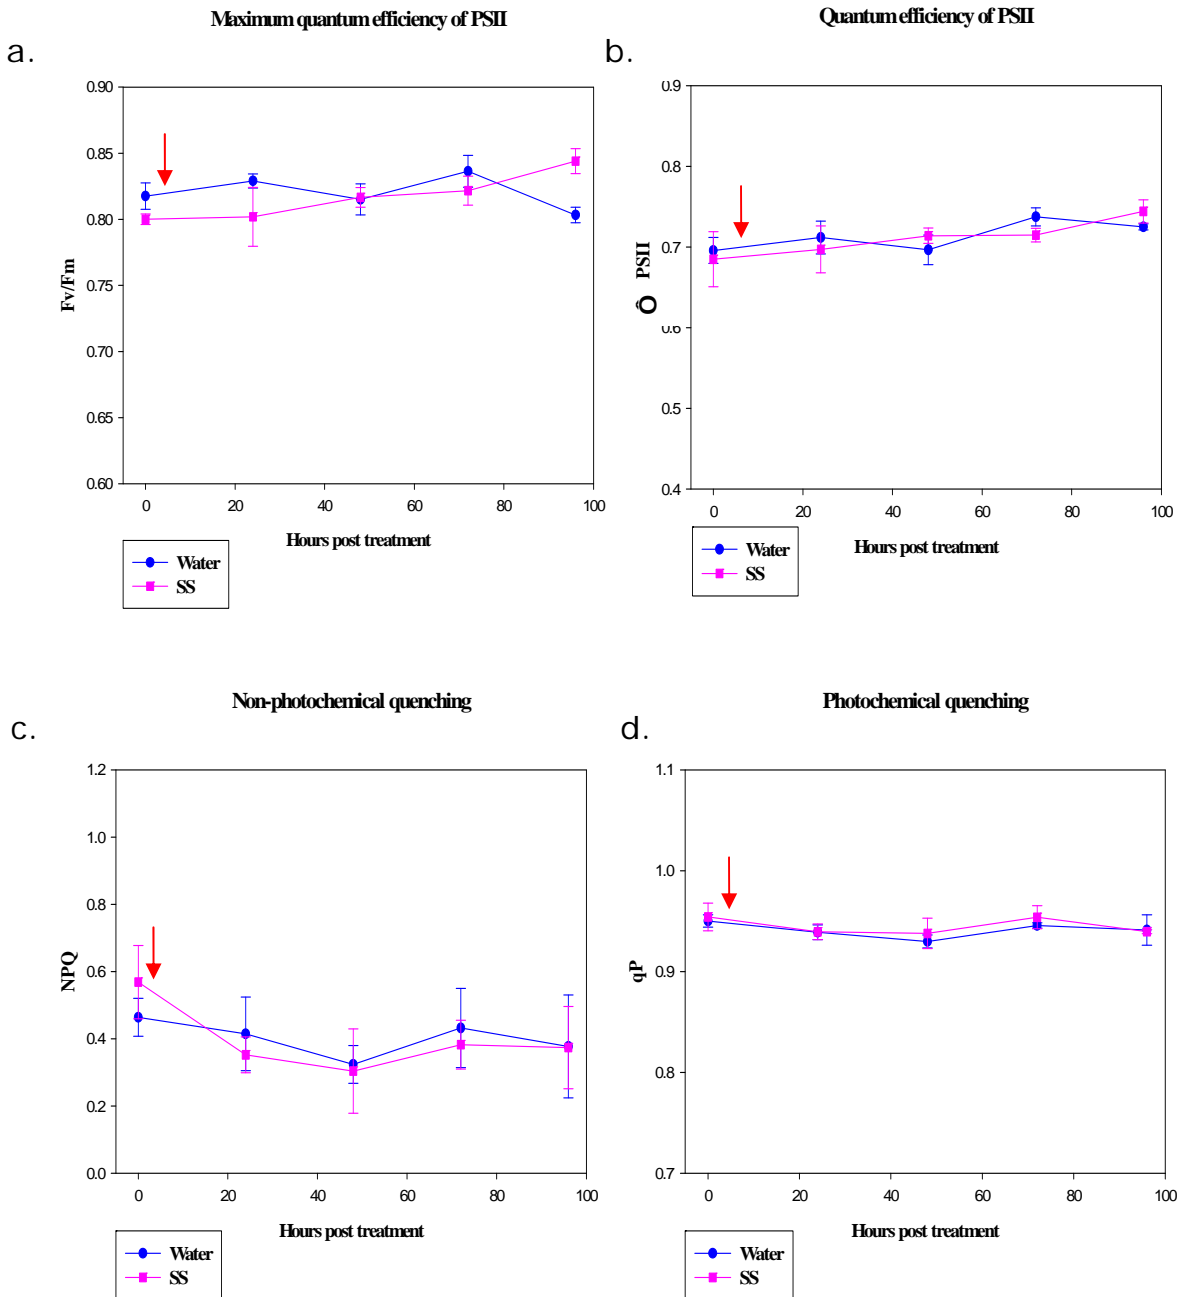 Maximum quantum efficiency of PSII
a.
0.90
0.85
0.80
0.75
0.70
0.65
0.60
Fv/Fm
0 20 40 60 80 100
Hours post treatment
Water
SS
Quantum efficiency of PSII
b.
0.9
0.8
0.7
0.6
0.5
0.4
Ô PSII
0 20 40 60 80 100
Hours post treatment
Water
SS
Non-photochemical quenching
c.
1.2
1.0
0.8
0.6
0.4
0.2
0.0
NPQ
0 20 40 60 80 100
Hours post treatment
Water
SS
Photochemical quenching
d.
1.1
1.0
0.9
0.8
0.7
qP
0 20 40 60 80 100
Hours post treatment
Water
SS